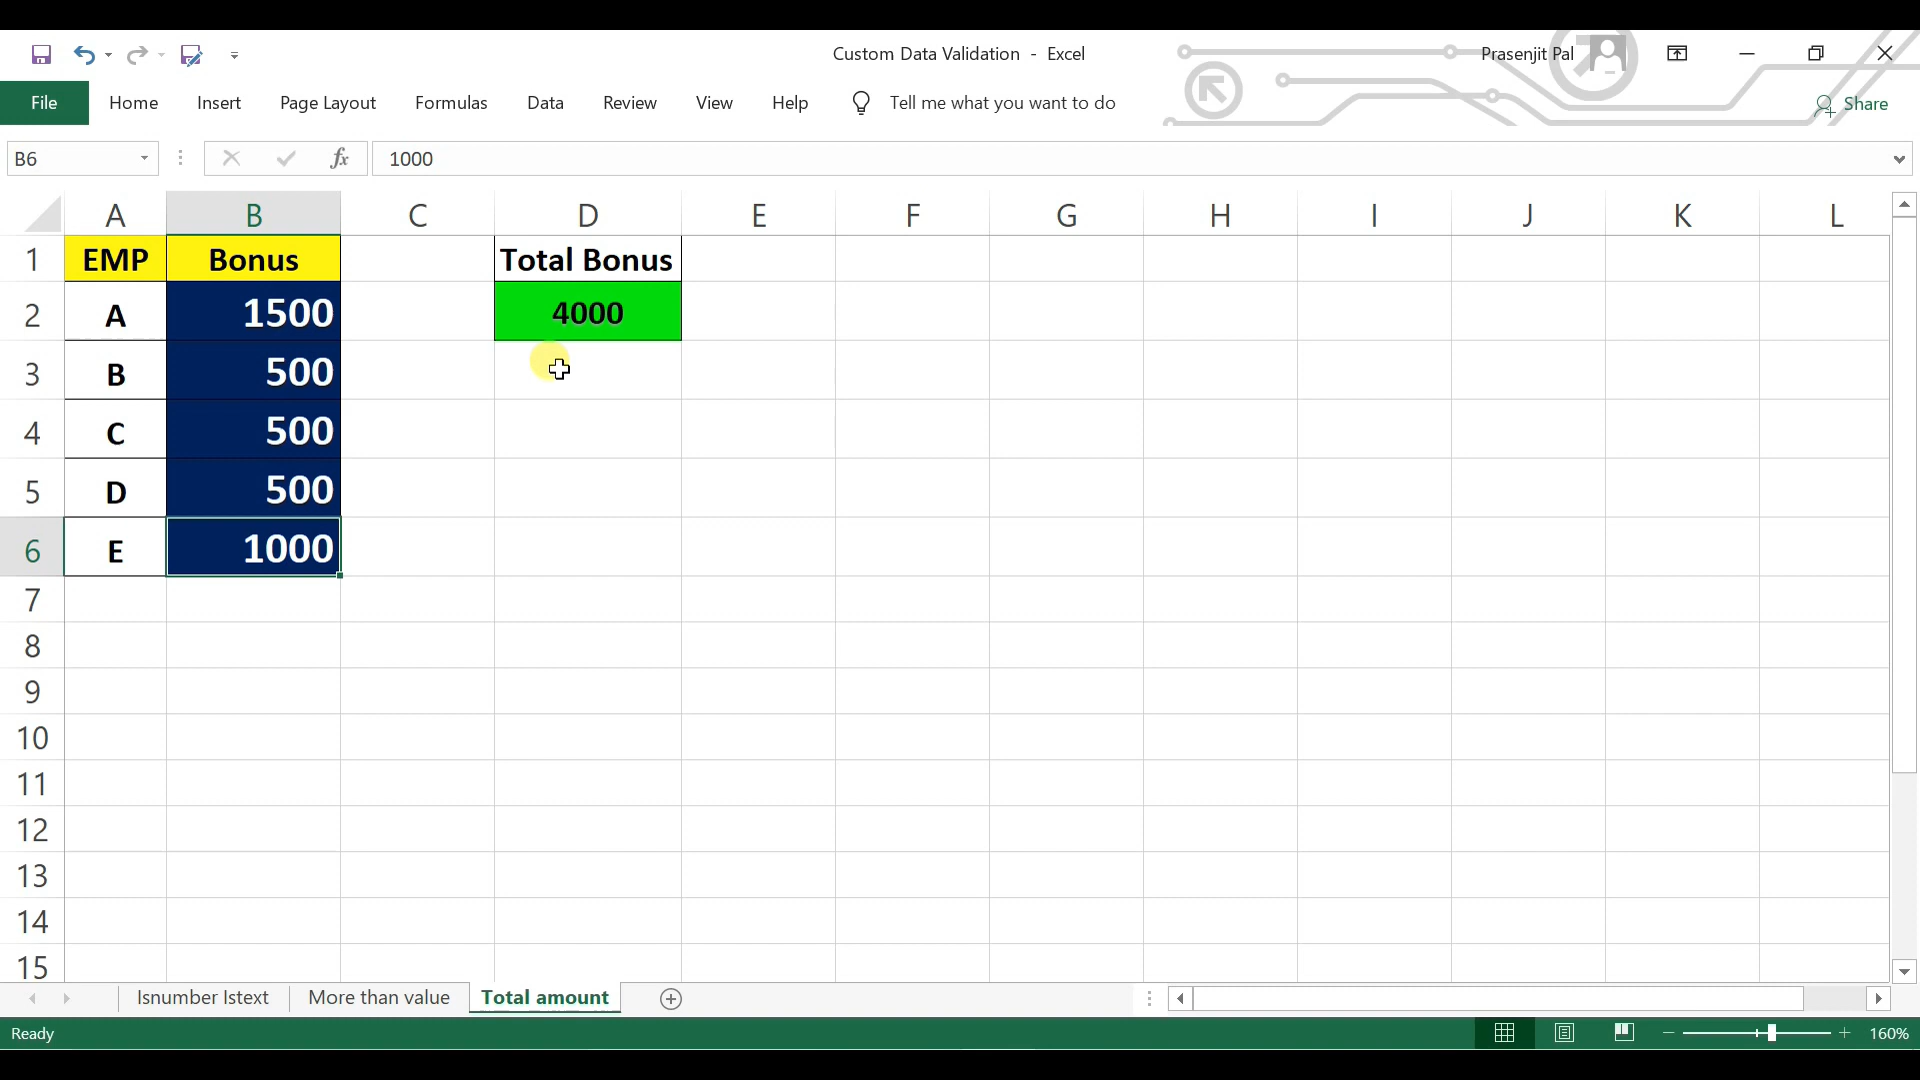 Custom Data Validation - Excel
Prasenjit Pal
File Home Insert Page Layout Formulas Data Review View Help Tell me what you want to do Share
B6 fx 1000
A B C D E F G H I J K L
1 EMP Bonus Total Bonus
2 A 1500 4000
3 B 500
4 C 500
5 D 500
6 E 1000
7
8
9
10
11
12
13
14
15
Isnumber Istext More than value Total amount
Ready 160%